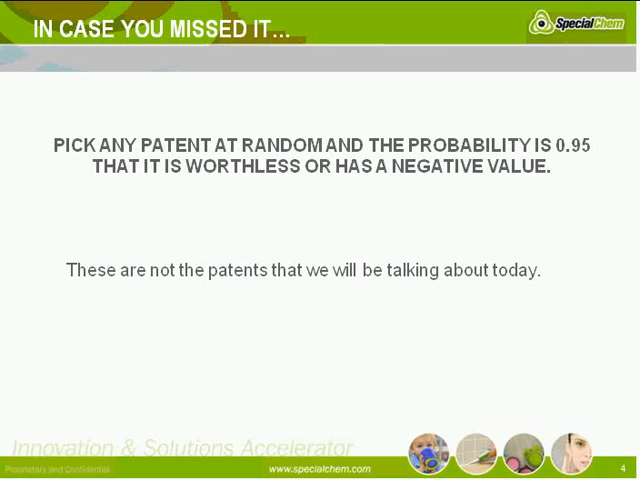 IN CASE YOU MISSED IT...
SpecialChem
PICK ANY PATENT AT RANDOM AND THE PROBABILITY IS 0.95
THAT IT IS WORTHLESS OR HAS A NEGATIVE VALUE.
These are not the patents that we will be talking about today.
Innovation & Solutions Accelerator
Proprietary and Confidential
www.specialchem.com
4